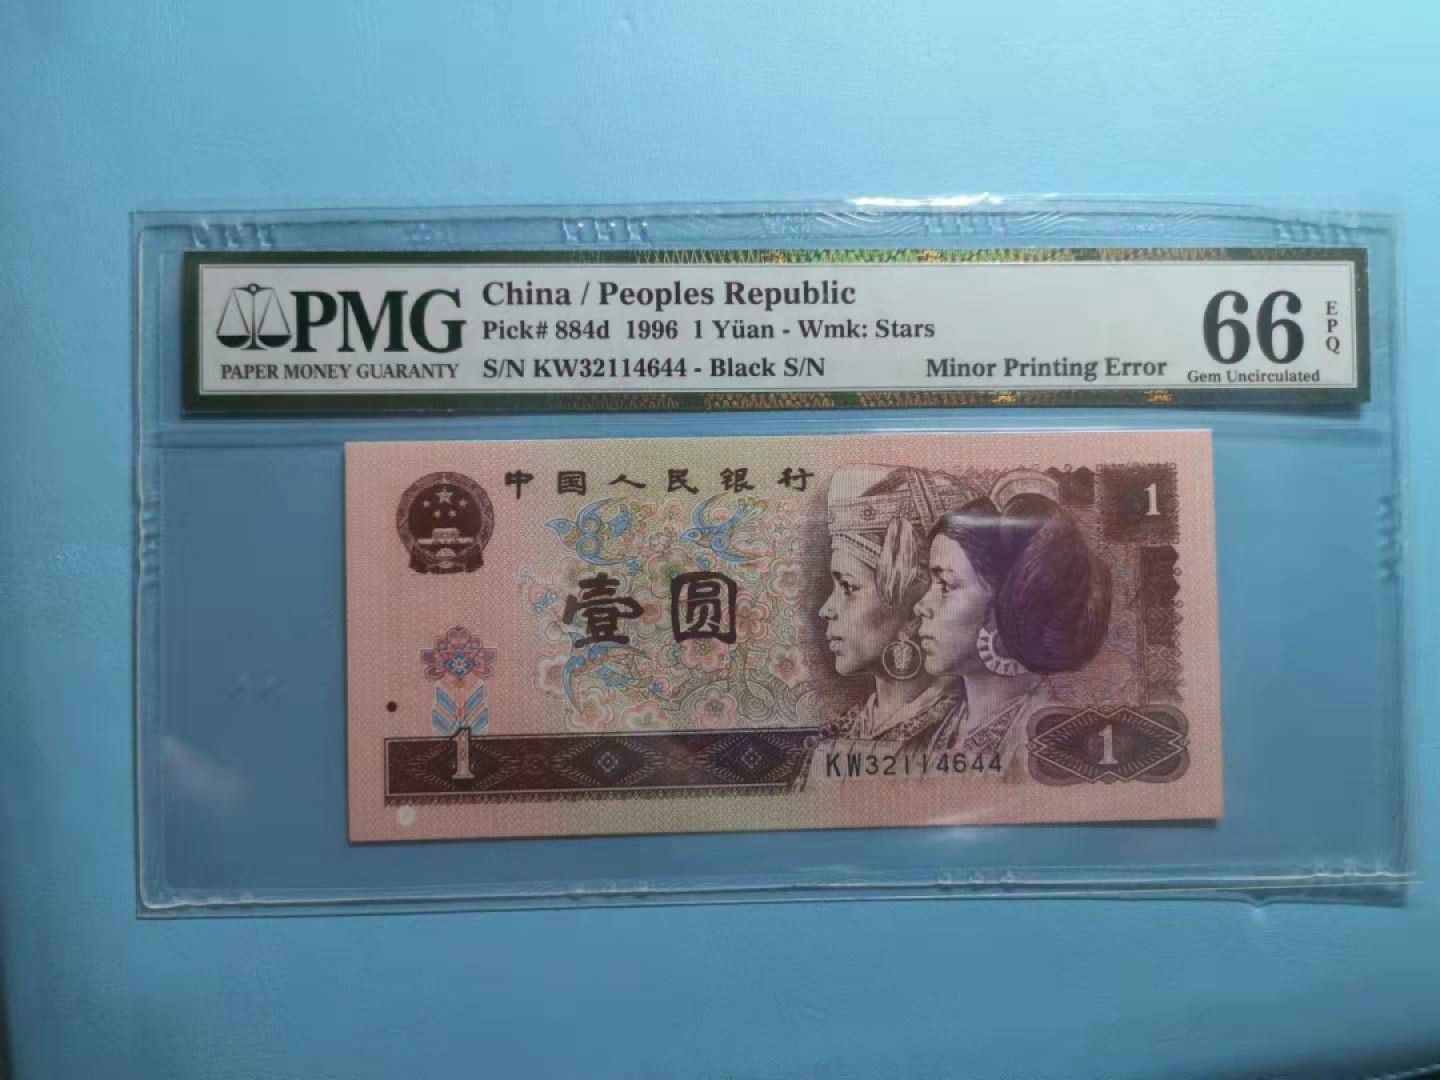 PMG
PAPER MONEY GUARANTY
China / Peoples Republic
Pick# 884d 1996 1 Yüan - Wmk: Stars
S/N KW32114644 - Black S/N
Minor Printing Error
66
EPQ
Gem Uncirculated
中国人民银行
1
壹圆
1
KW32114644
1